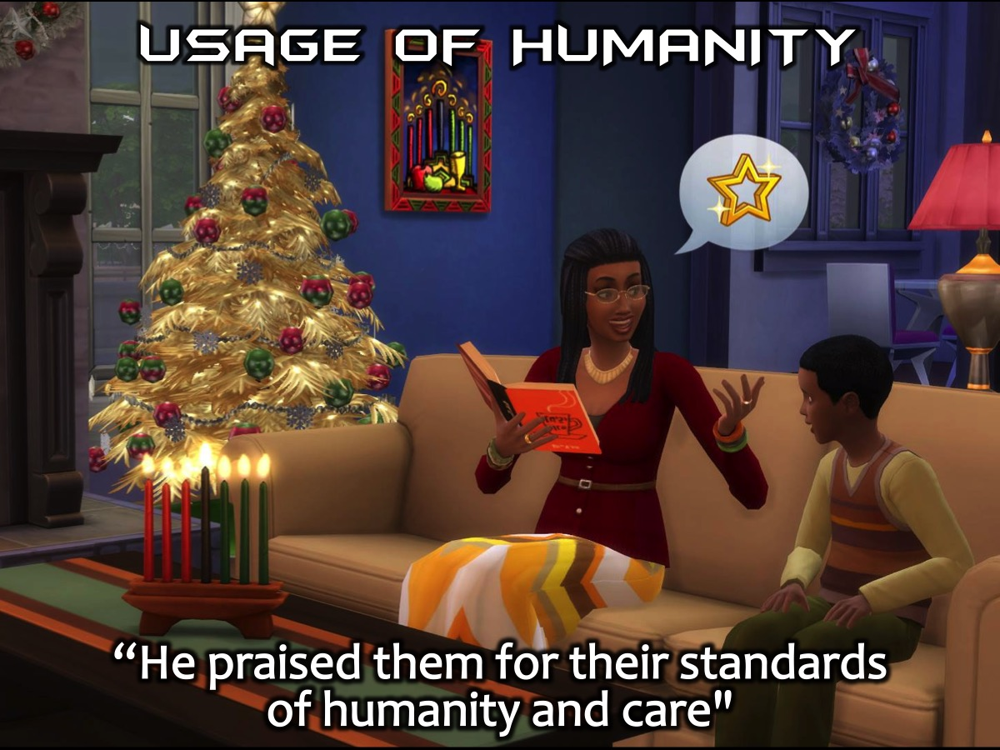 USAGE OF HUMANITY
“He praised them for their standards
of humanity and care"